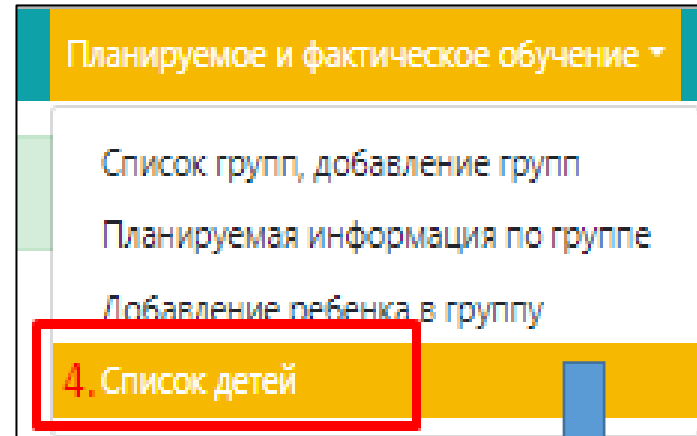 Планируемое и фактическое обучение
Список групп, добавление групп
Планируемая информация по группе
Добавление ребенка в группу
4. Список детей